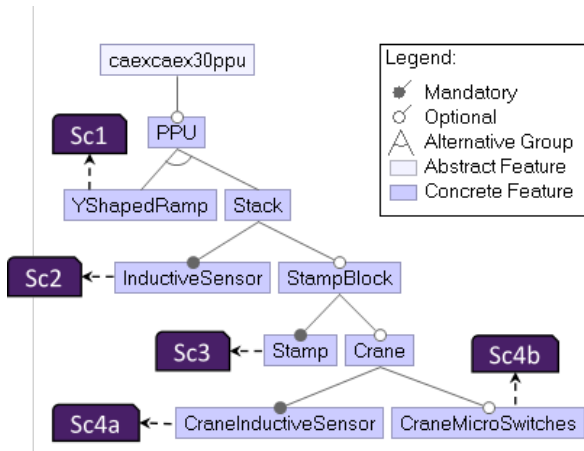 caexcaex30ppu
Legend:
Mandatory
Optional
Alternative Group
Abstract Feature
Concrete Feature
Sc1
PPU
YShapedRamp
Stack
Sc2
InductiveSensor
StampBlock
Sc3
Stamp
Crane
Sc4b
Sc4a
CraneInductiveSensor
CraneMicroSwitches